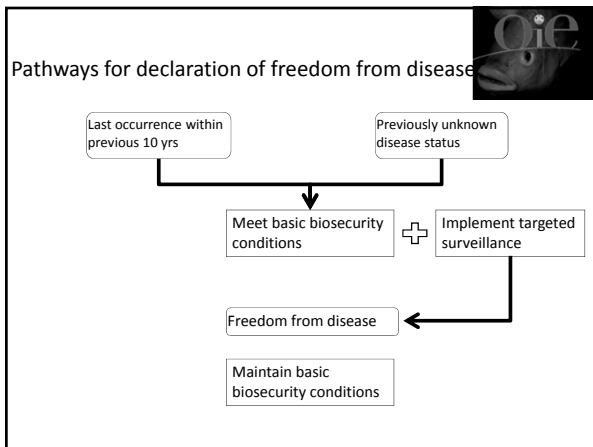 Oie
Pathways for declaration of freedom from disease
Last occurrence within
previous 10 yrs
Previously unknown
disease status
Meet basic biosecurity
conditions
Implement targeted
surveillance
Freedom from disease
Maintain basic
biosecurity conditions